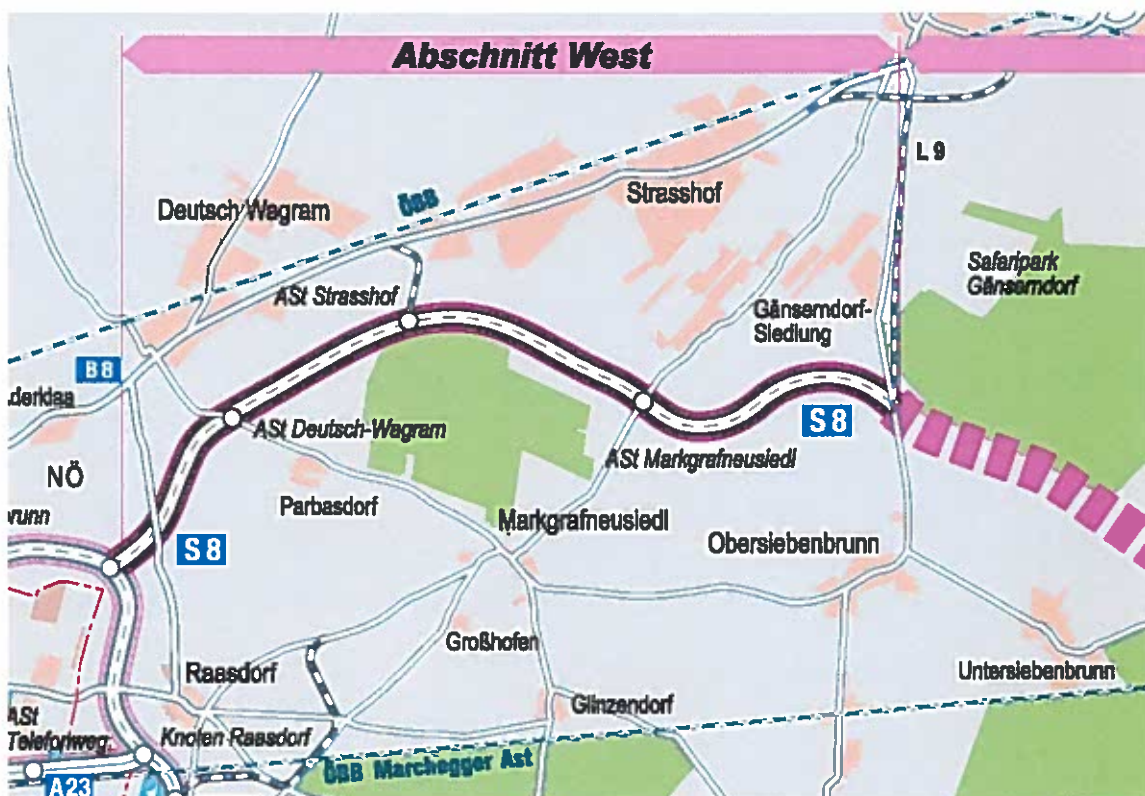 Abschnitt West
L 9
Strasshof
Deutsch Wagram
ÖBB
Safaripark
Gänserndorf
ASt Strasshof
Gänserndorf-
Siedlung
B 8
ASt Deutsch-Wagram
S 8
ASt Markgrafneusiedl
NÖ
Parbasdorf
Markgrafneusiedl
S 8
Obersiebenbrunn
Großhofen
Raasdorf
Untersiebenbrunn
Glinzendorf
ASt
Telefonweg
Knoten Raasdorf
ÖBB Marchegger Ast
A23